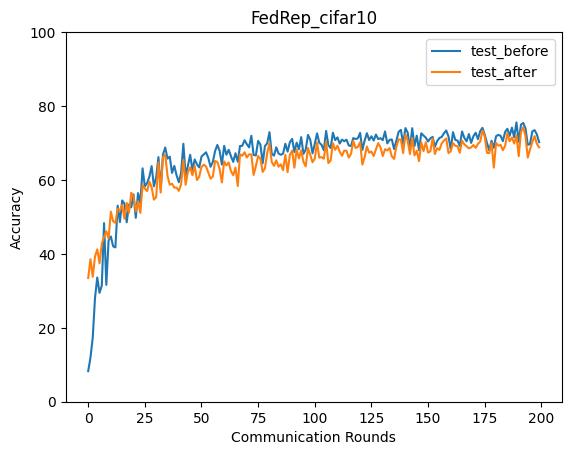 FedRep_cifar10
test_before
test_after
Accuracy
100
80
60
40
20
0
0 25 50 75 100 125 150 175 200
Communication Rounds